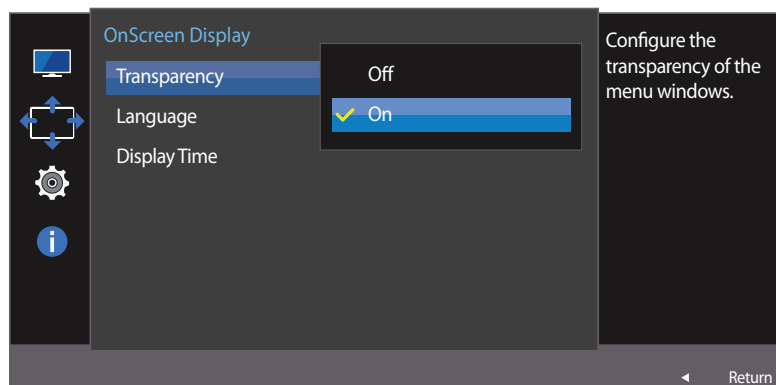 OnScreen Display
Transparency
Off
On
Language
Display Time
Configure the
transparency of the
menu windows.
Return